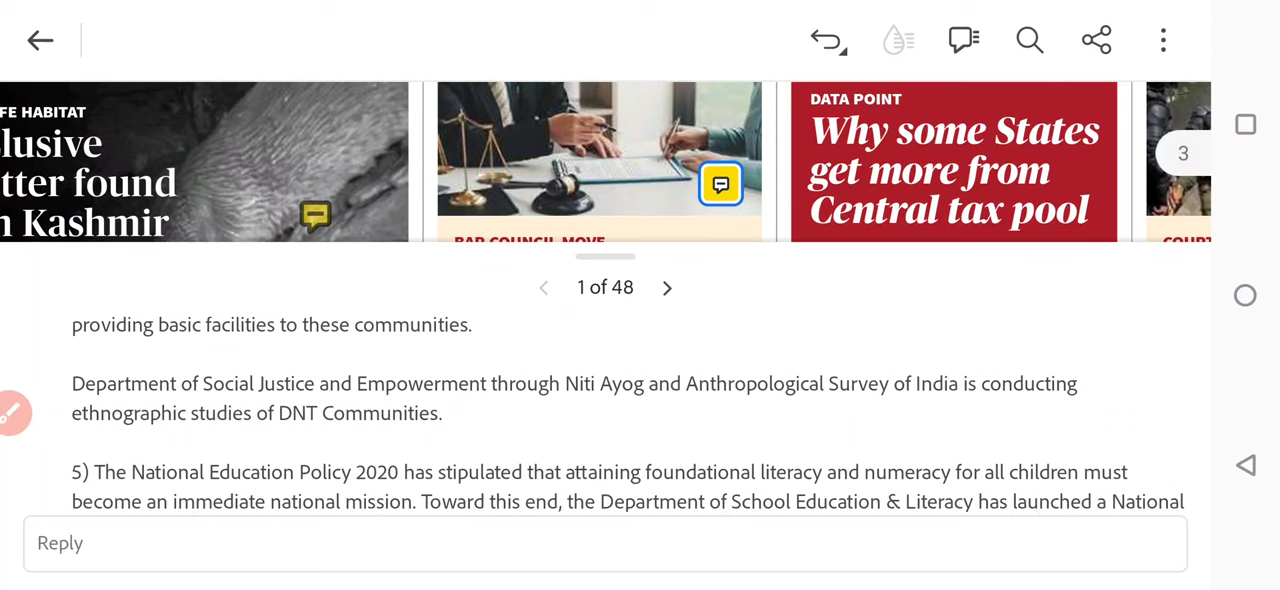 FE HABITAT
lusive
tter found
n Kashmir
BAR COUNCIL MOVE
DATA POINT
Why some States
get more from
Central tax pool
3
COURT
1 of 48
providing basic facilities to these communities.
Department of Social Justice and Empowerment through Niti Ayog and Anthropological Survey of India is conducting
ethnographic studies of DNT Communities.
5) The National Education Policy 2020 has stipulated that attaining foundational literacy and numeracy for all children must
become an immediate national mission. Toward this end, the Department of School Education & Literacy has launched a National
Reply